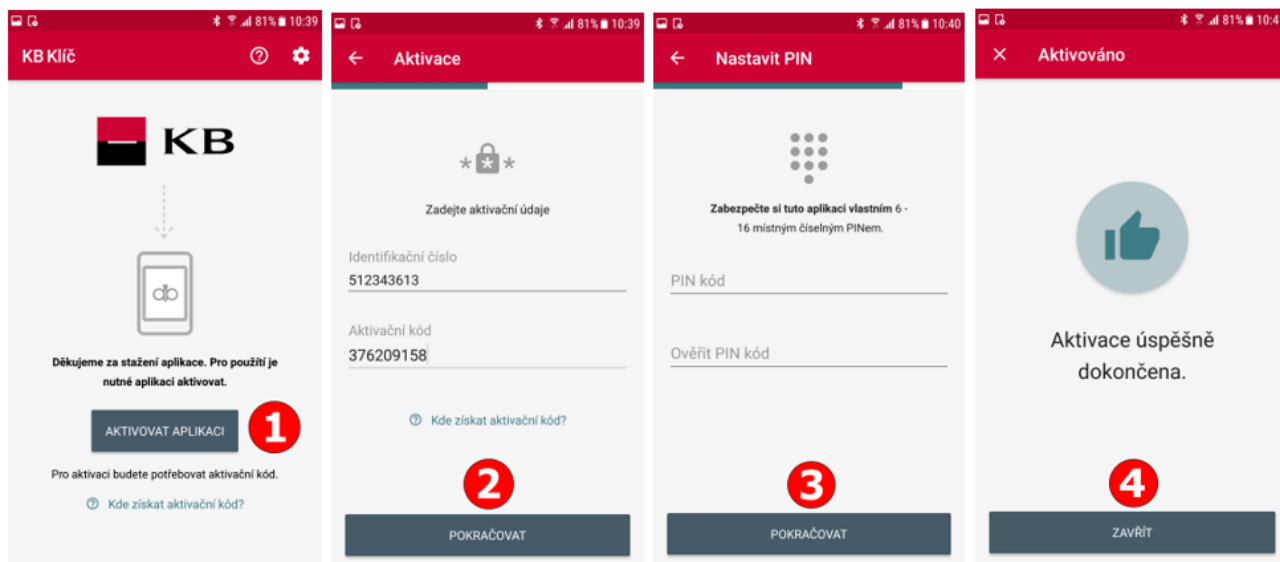 81% 10:39
KB Klíč
KB
Děkujeme za stažení aplikace. Pro použítí je
nutné aplikaci aktivovat.
AKTIVOVAT APLIKACI
1
Pro aktivaci budete potřebovat aktivační kód.
Kde získat aktivační kód?
81% 10:39
Aktivace
* * *
Zadejte aktivační údaje
Identifikační číslo
512343613
Aktivační kód
376209158
Kde získat aktivační kód?
2
POKRAČOVAT
81% 10:40
Nastavit PIN
Zabezpečte si tuto aplikaci vlastním 6 -
16 místným číselným PINem.
PIN kód
Ověřit PIN kód
3
POKRAČOVAT
81% 10:4
Aktivováno
Aktivace úspěšně
dokončena.
4
ZAVŘÍT